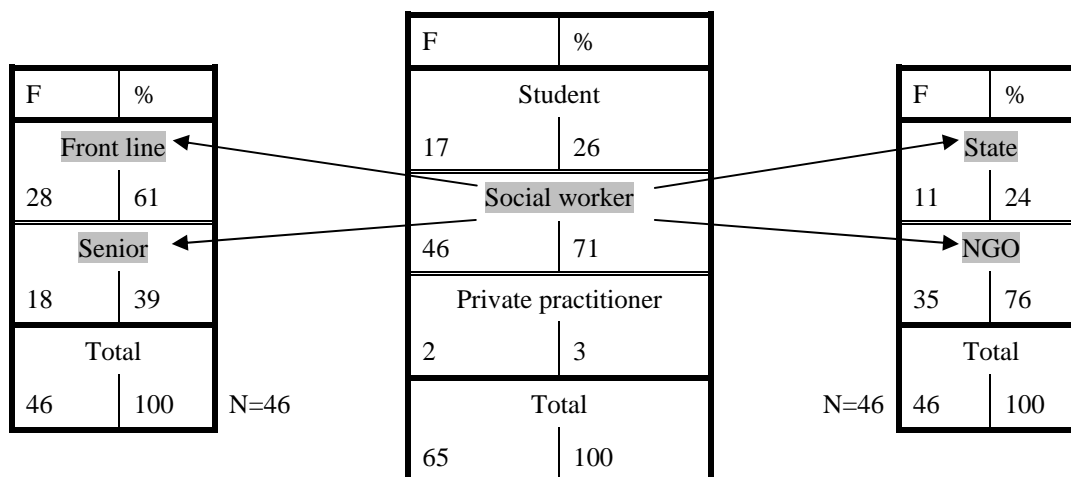 F %
Front line
28 61
Senior
18 39
Total
46 100
N=46
F %
Student
17 26
Social worker
46 71
Private practitioner
2 3
Total
65 100
F %
State
11 24
NGO
35 76
Total
N=46 46 100